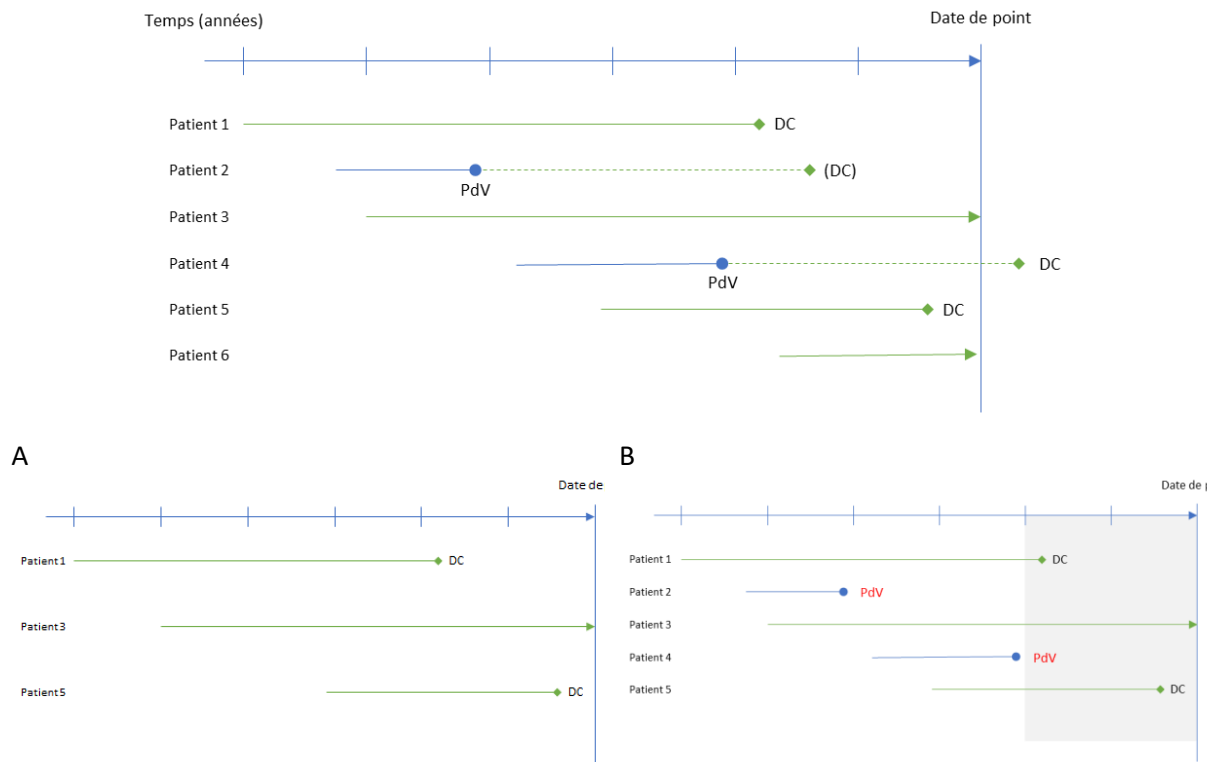 Temps (années)
Date de point
Patient 1
DC
Patient 2
(DC)
PdV
Patient 3
Patient 4
DC
PdV
Patient 5
DC
Patient 6
A
B
Date de
Date de p
Patient 1
DC
Patient 3
Patient 5
DC
Patient 1
DC
Patient 2
PdV
Patient 3
Patient 4
PdV
Patient 5
DC